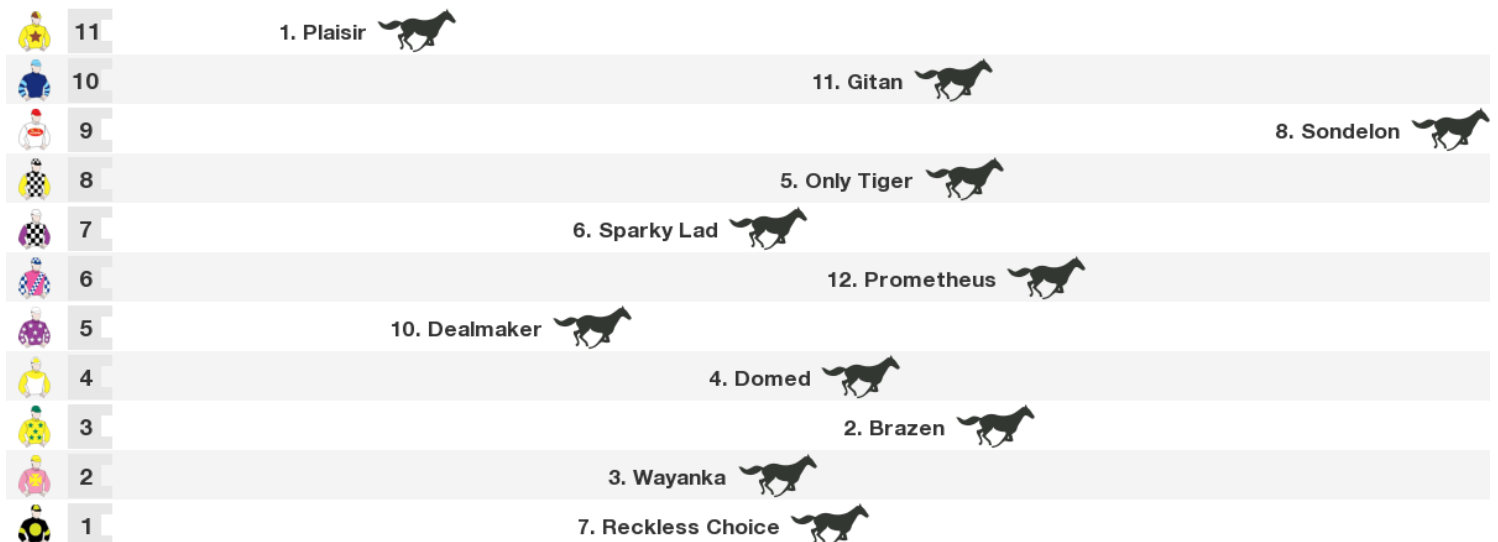 11 1. Plaisir
10 11. Gitan
9 8. Sondelon
8 5. Only Tiger
7 6. Sparky Lad
6 12. Prometheus
5 10. Dealmaker
4 4. Domed
3 2. Brazen
2 3. Wayanka
1 7. Reckless Choice